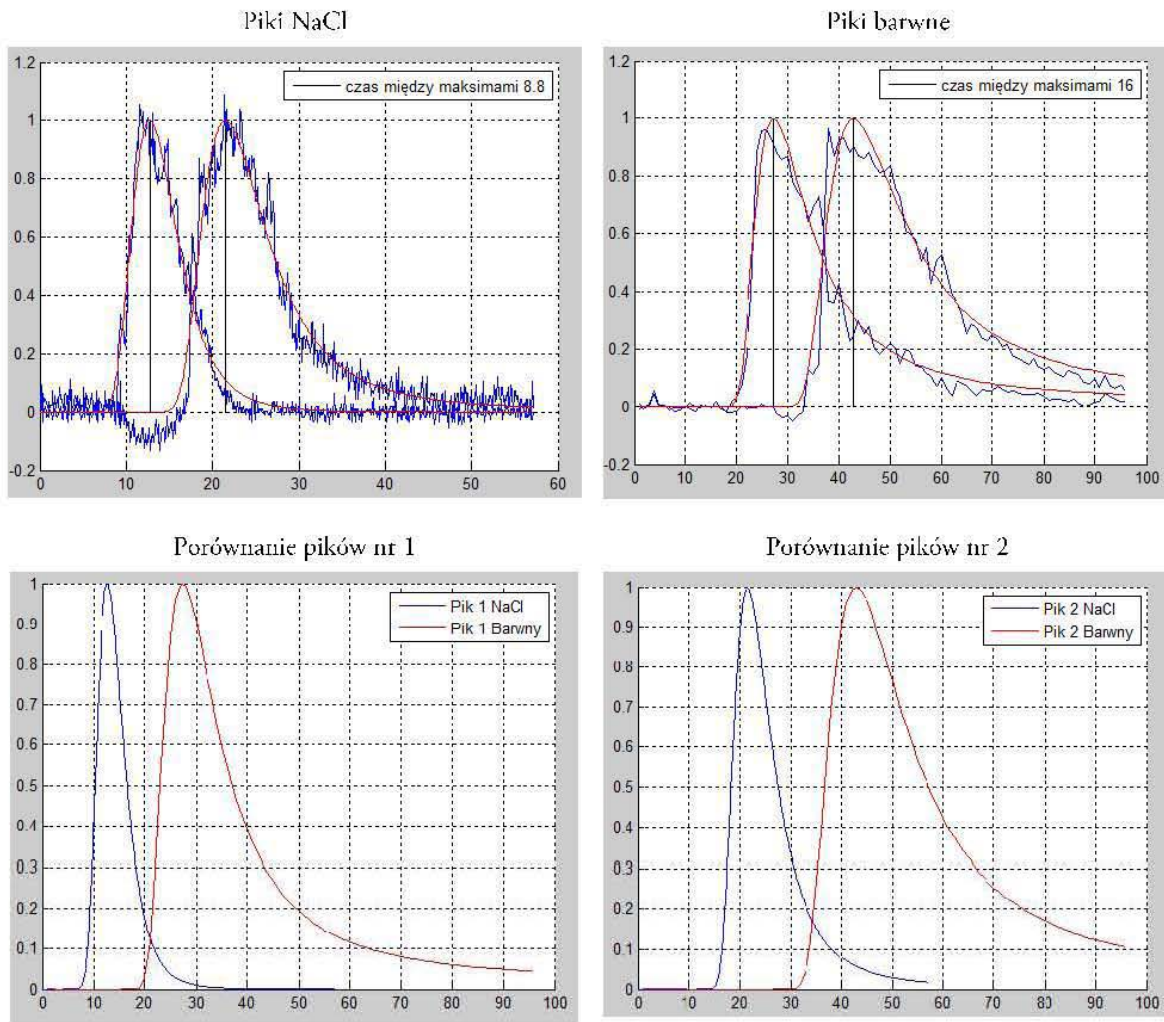 Piki NaCl
Piki barwne
1.2
1
0.8
0.6
0.4
0.2
0
-0.2
0 10 20 30 40 50 60
czas między maksimami 8.8
1.2
1
0.8
0.6
0.4
0.2
0
-0.2
0 10 20 30 40 50 60 70 80 90 100
czas między maksimami 16
Porównanie pików nr 1
Porównanie pików nr 2
1
0.9
0.8
0.7
0.6
0.5
0.4
0.3
0.2
0.1
0
0 10 20 30 40 50 60 70 80 90 100
Pik 1 NaCl
Pik 1 Barwny
1
0.9
0.8
0.7
0.6
0.5
0.4
0.3
0.2
0.1
0
0 10 20 30 40 50 60 70 80 90 100
Pik 2 NaCl
Pik 2 Barwny